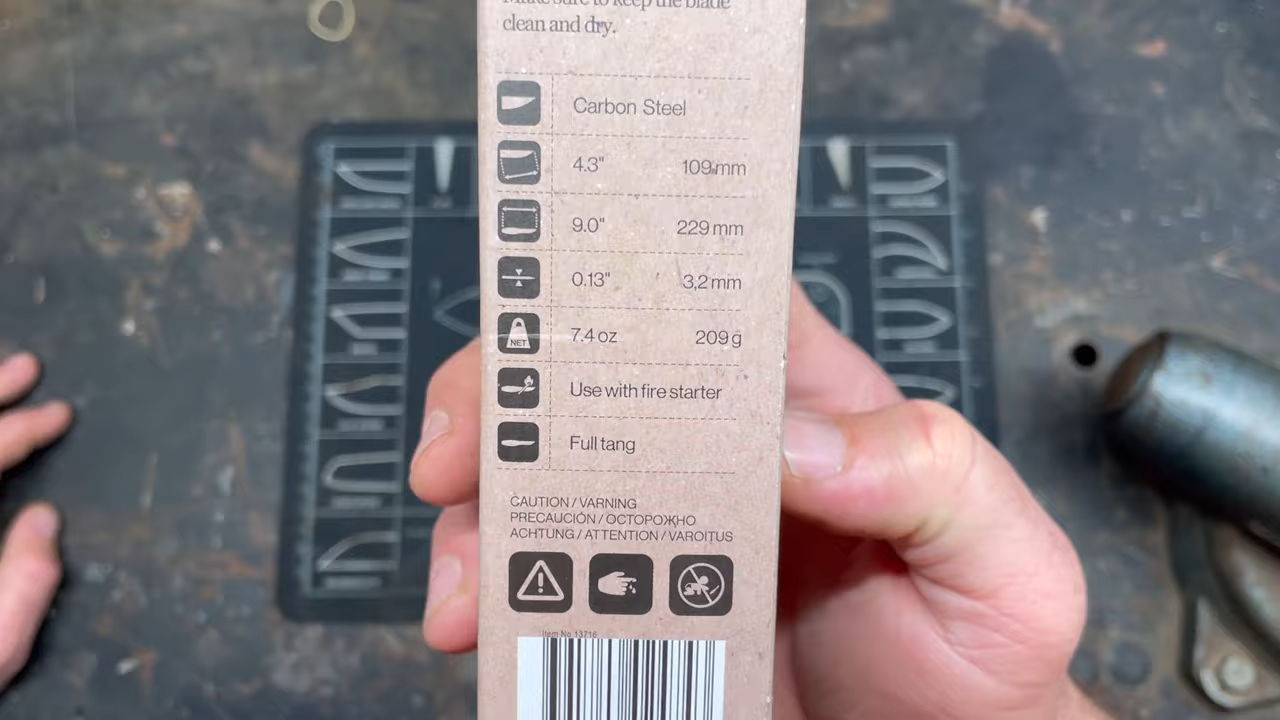 Make sure to keep the blade
clean and dry.
Carbon Steel
4.3" 109 mm
9.0" 229 mm
0.13" 3,2 mm
NET 7.4 oz 209 g
Use with fire starter
Full tang
CAUTION / VARNING
PRECAUCIÓN / ОСТОРОЖНО
ACHTUNG / ATTENTION / VAROITUS
Item No 13716